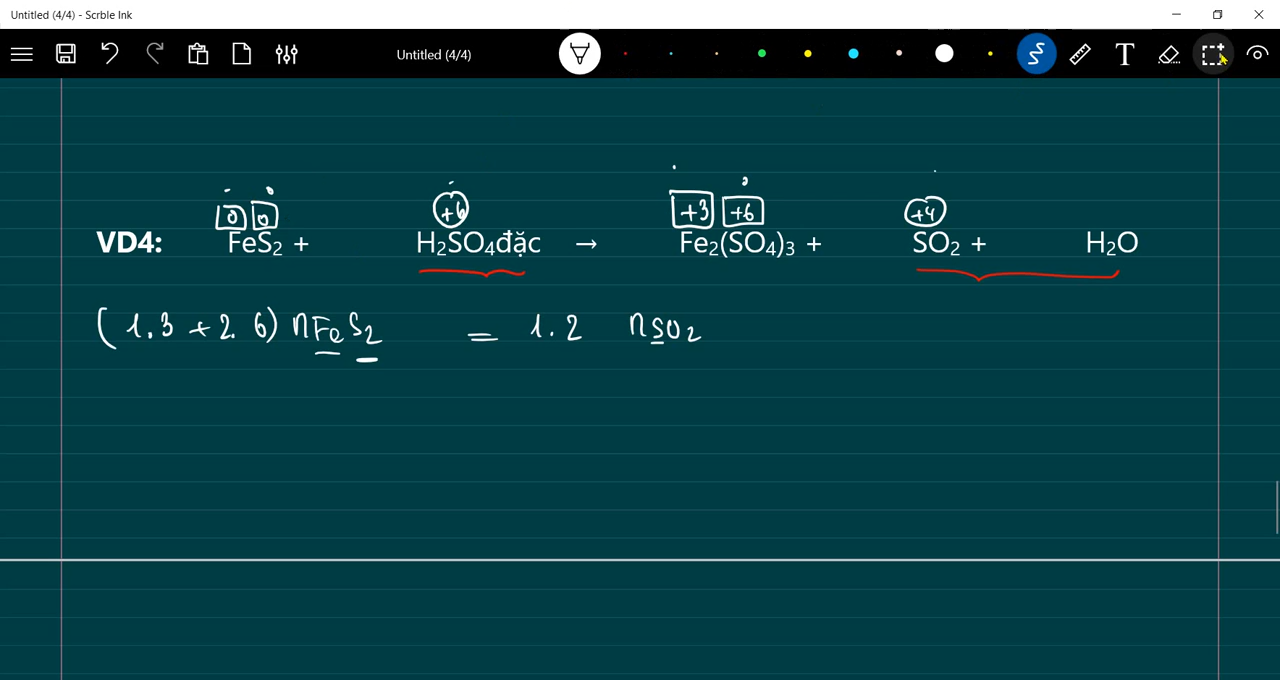 Untitled (4/4) - Scrble Ink
Untitled (4/4)
T
0 0 +6 +3 +6 +4
VD4: FeS₂ + H₂SO₄đặc → Fe₂(SO₄)₃ + SO₂ + H₂O
(1.3 + 2.6) nFeS₂ = 1.2 nSO₂